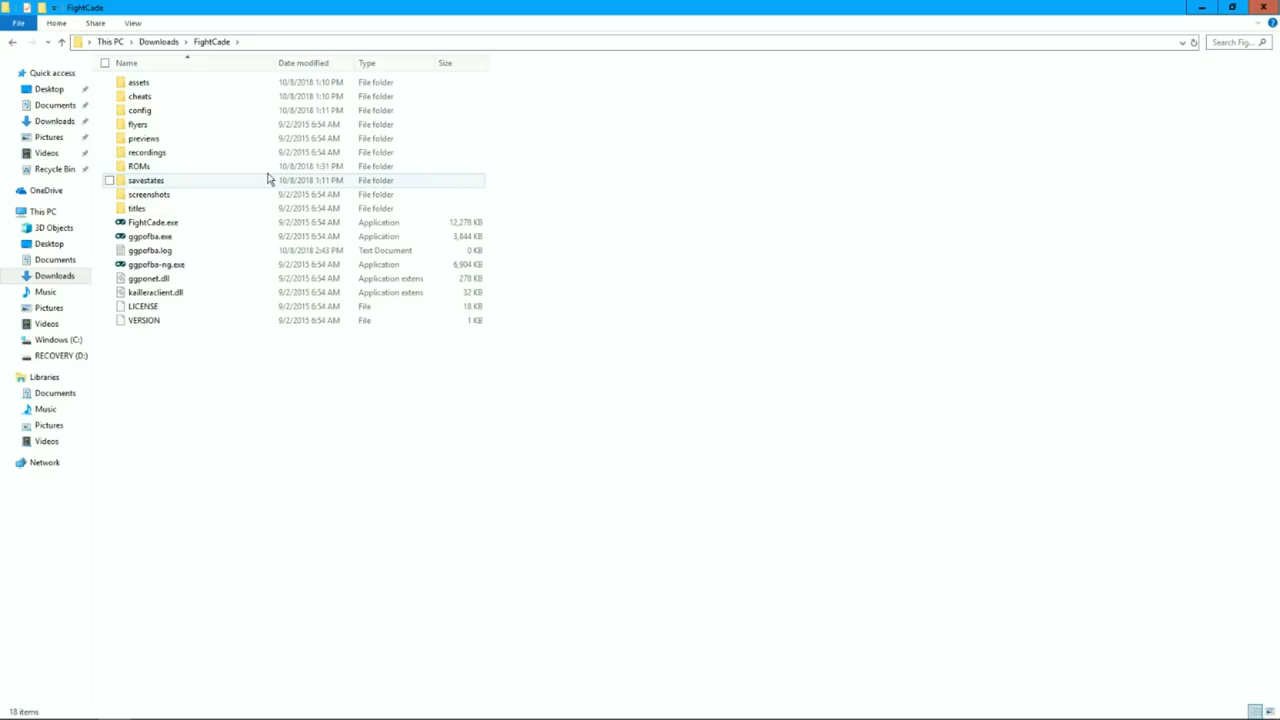 FightCade
File Home Share View
This PC Downloads FightCade Search Fig...
Name Date modified Type Size
Quick access
Desktop
Documents
Downloads
Pictures
Videos
Recycle Bin
OneDrive
This PC
3D Objects
Desktop
Documents
Downloads
Music
Pictures
Videos
Windows (C:)
RECOVERY (D:)
Libraries
Documents
Music
Pictures
Videos
Network
assets 10/8/2018 1:10 PM File folder
cheats 10/8/2018 1:10 PM File folder
config 10/8/2018 1:11 PM File folder
flyers 9/2/2015 6:54 AM File folder
previews 9/2/2015 6:54 AM File folder
recordings 9/2/2015 6:54 AM File folder
ROMs 10/8/2018 1:31 PM File folder
savestates 10/8/2018 1:11 PM File folder
screenshots 9/2/2015 6:54 AM File folder
titles 9/2/2015 6:54 AM File folder
FightCade.exe 9/2/2015 6:54 AM Application 12,278 KB
ggpofba.exe 9/2/2015 6:54 AM Application 3,844 KB
ggpofba.log 10/8/2018 2:43 PM Text Document 0 KB
ggpofba-ng.exe 9/2/2015 6:54 AM Application 6,904 KB
ggponet.dll 9/2/2015 6:54 AM Application extens 278 KB
kailleraclient.dll 9/2/2015 6:54 AM Application extens 32 KB
LICENSE 9/2/2015 6:54 AM File 18 KB
VERSION 9/2/2015 6:54 AM File 1 KB
18 items